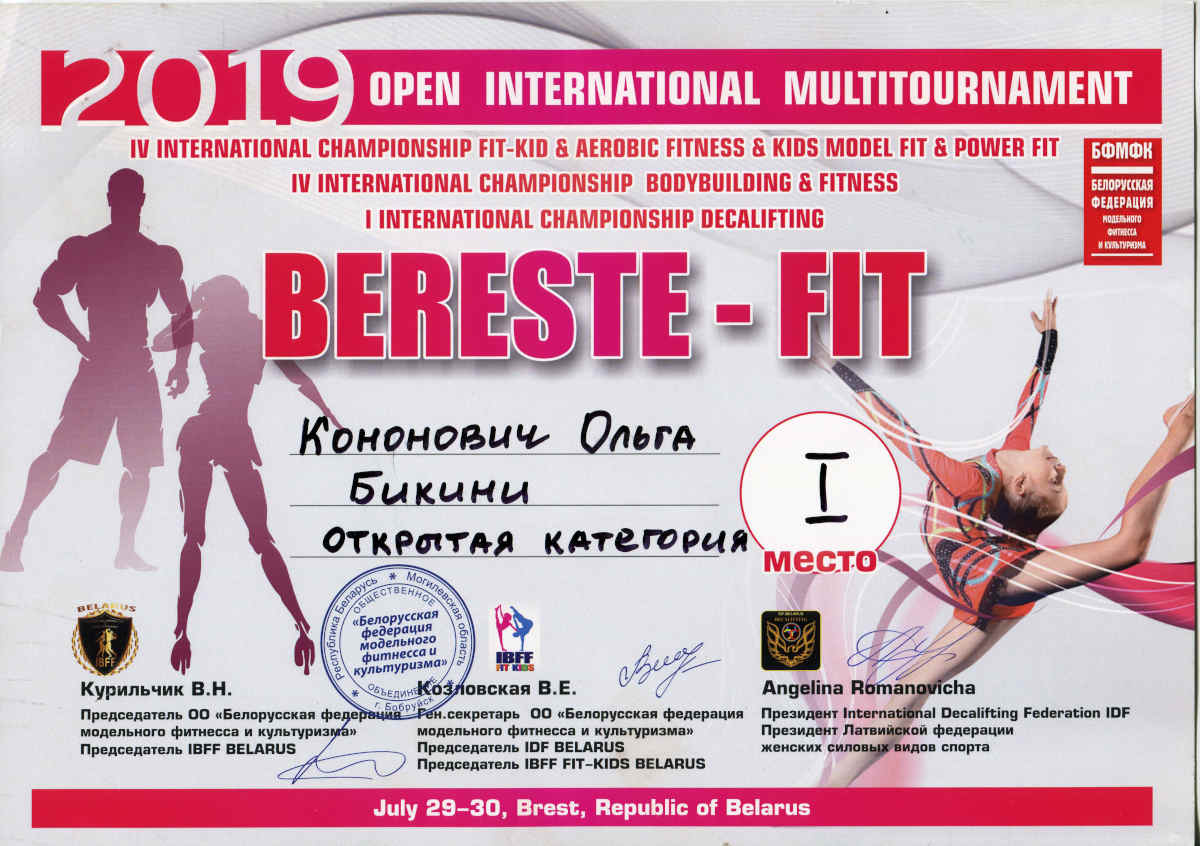 2019 OPEN INTERNATIONAL MULTITOURNAMENT
IV INTERNATIONAL CHAMPIONSHIP FIT-KID & AEROBIC FITNESS & KIDS MODEL FIT & POWER FIT
IV INTERNATIONAL CHAMPIONSHIP BODYBUILDING & FITNESS
I INTERNATIONAL CHAMPIONSHIP DECALIFTING
БФМФК
БЕЛОРУССКАЯ
ФЕДЕРАЦИЯ
МОДЕЛЬНОГО
ФИТНЕССА
И КУЛЬТУРИЗМА
BERESTE - FIT
Кононович Ольга
Бикини
открытая категория
I
место
Республика Беларусь * Могилевская область
ОБЩЕСТВЕННОЕ
«Белорусская
федерация
модельного
фитнесса и
культуризма»
ОБЪЕДИНЕНИЕ
* г. Бобруйск *
BELARUS
IBFF
IBFF
FIT KIDS
DECALIFTING
Курильчик В.Н.
Председатель ОО «Белорусская федерация
модельного фитнесса и культуризма»
Председатель IBFF BELARUS
Козловская В.Е.
Ген.секретарь ОО «Белорусская федерация
модельного фитнесса и культуризма»
Председатель IDF BELARUS
Председатель IBFF FIT-KIDS BELARUS
Angelina Romanovicha
Президент International Decalifting Federation IDF
Президент Латвийской федерации
женских силовых видов спорта
July 29-30, Brest, Republic of Belarus